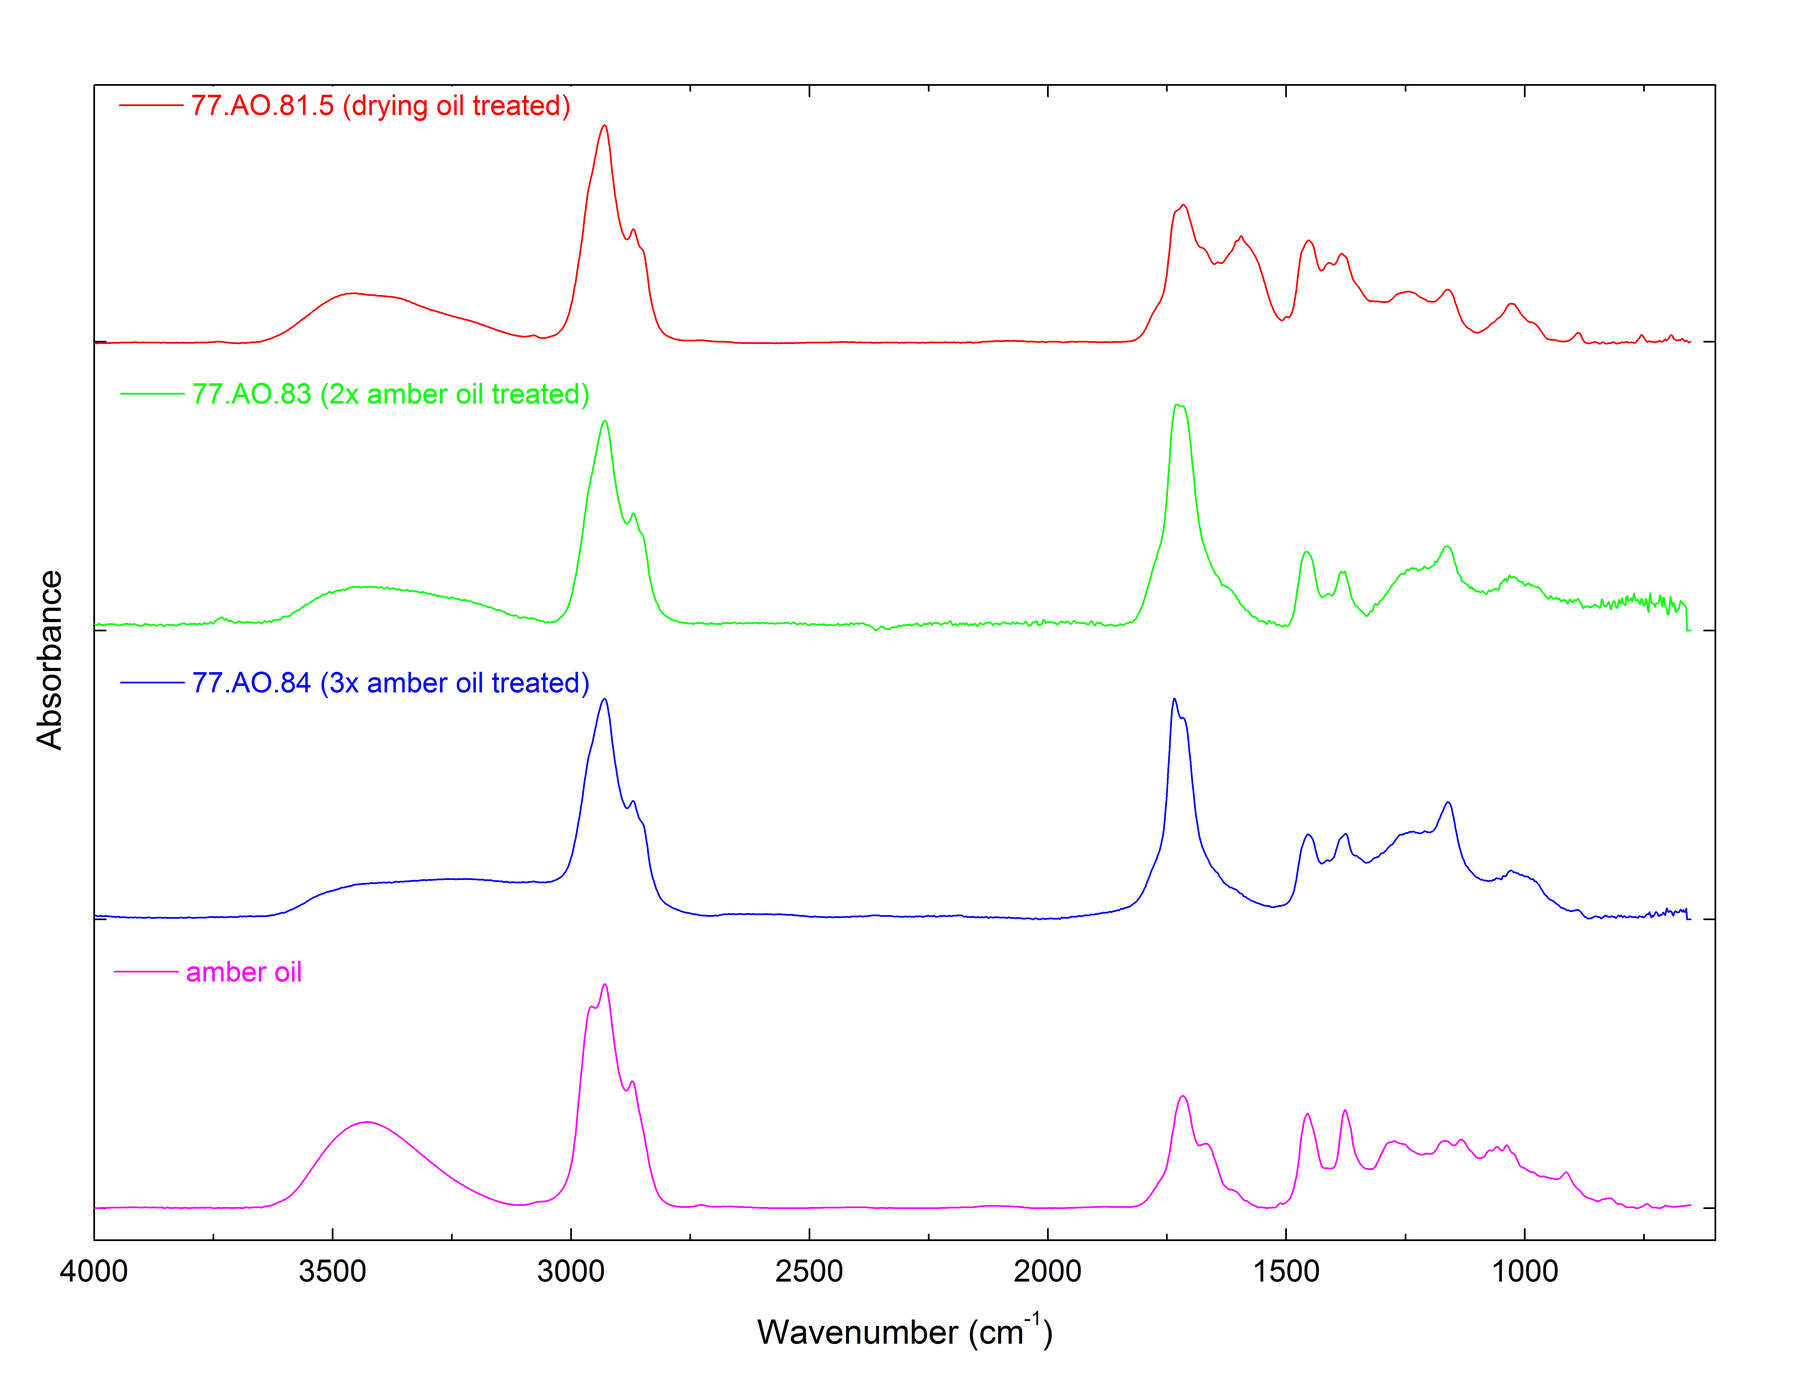 77.AO.81.5 (drying oil treated)
77.AO.83 (2x amber oil treated)
77.AO.84 (3x amber oil treated)
amber oil
Absorbance
4000 3500 3000 2500 2000 1500 1000
Wavenumber (cm⁻¹)